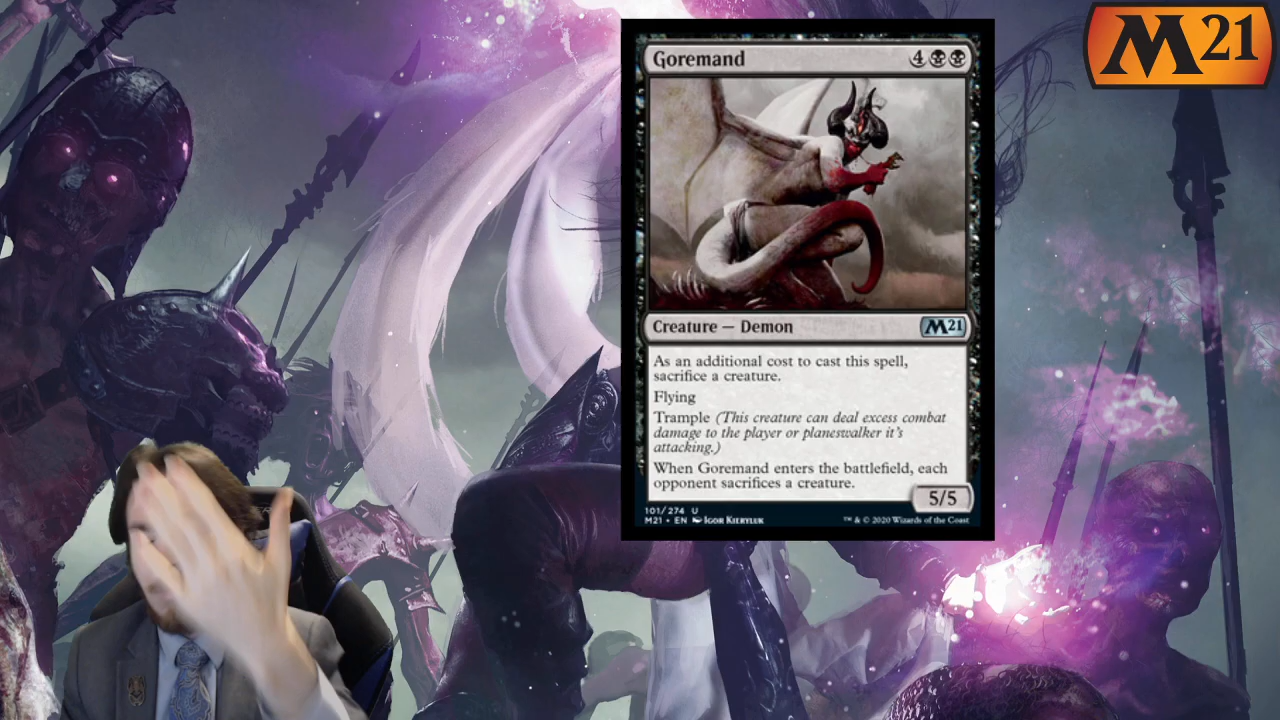 M21
Goremand 4
Creature — Demon M21
As an additional cost to cast this spell,
sacrifice a creature.
Flying
Trample (This creature can deal excess combat
damage to the player or planeswalker it's
attacking.)
When Goremand enters the battlefield, each
opponent sacrifices a creature.
5/5
101/274 U
M21 • EN Igor Kieryluk ™ & © 2020 Wizards of the Coast